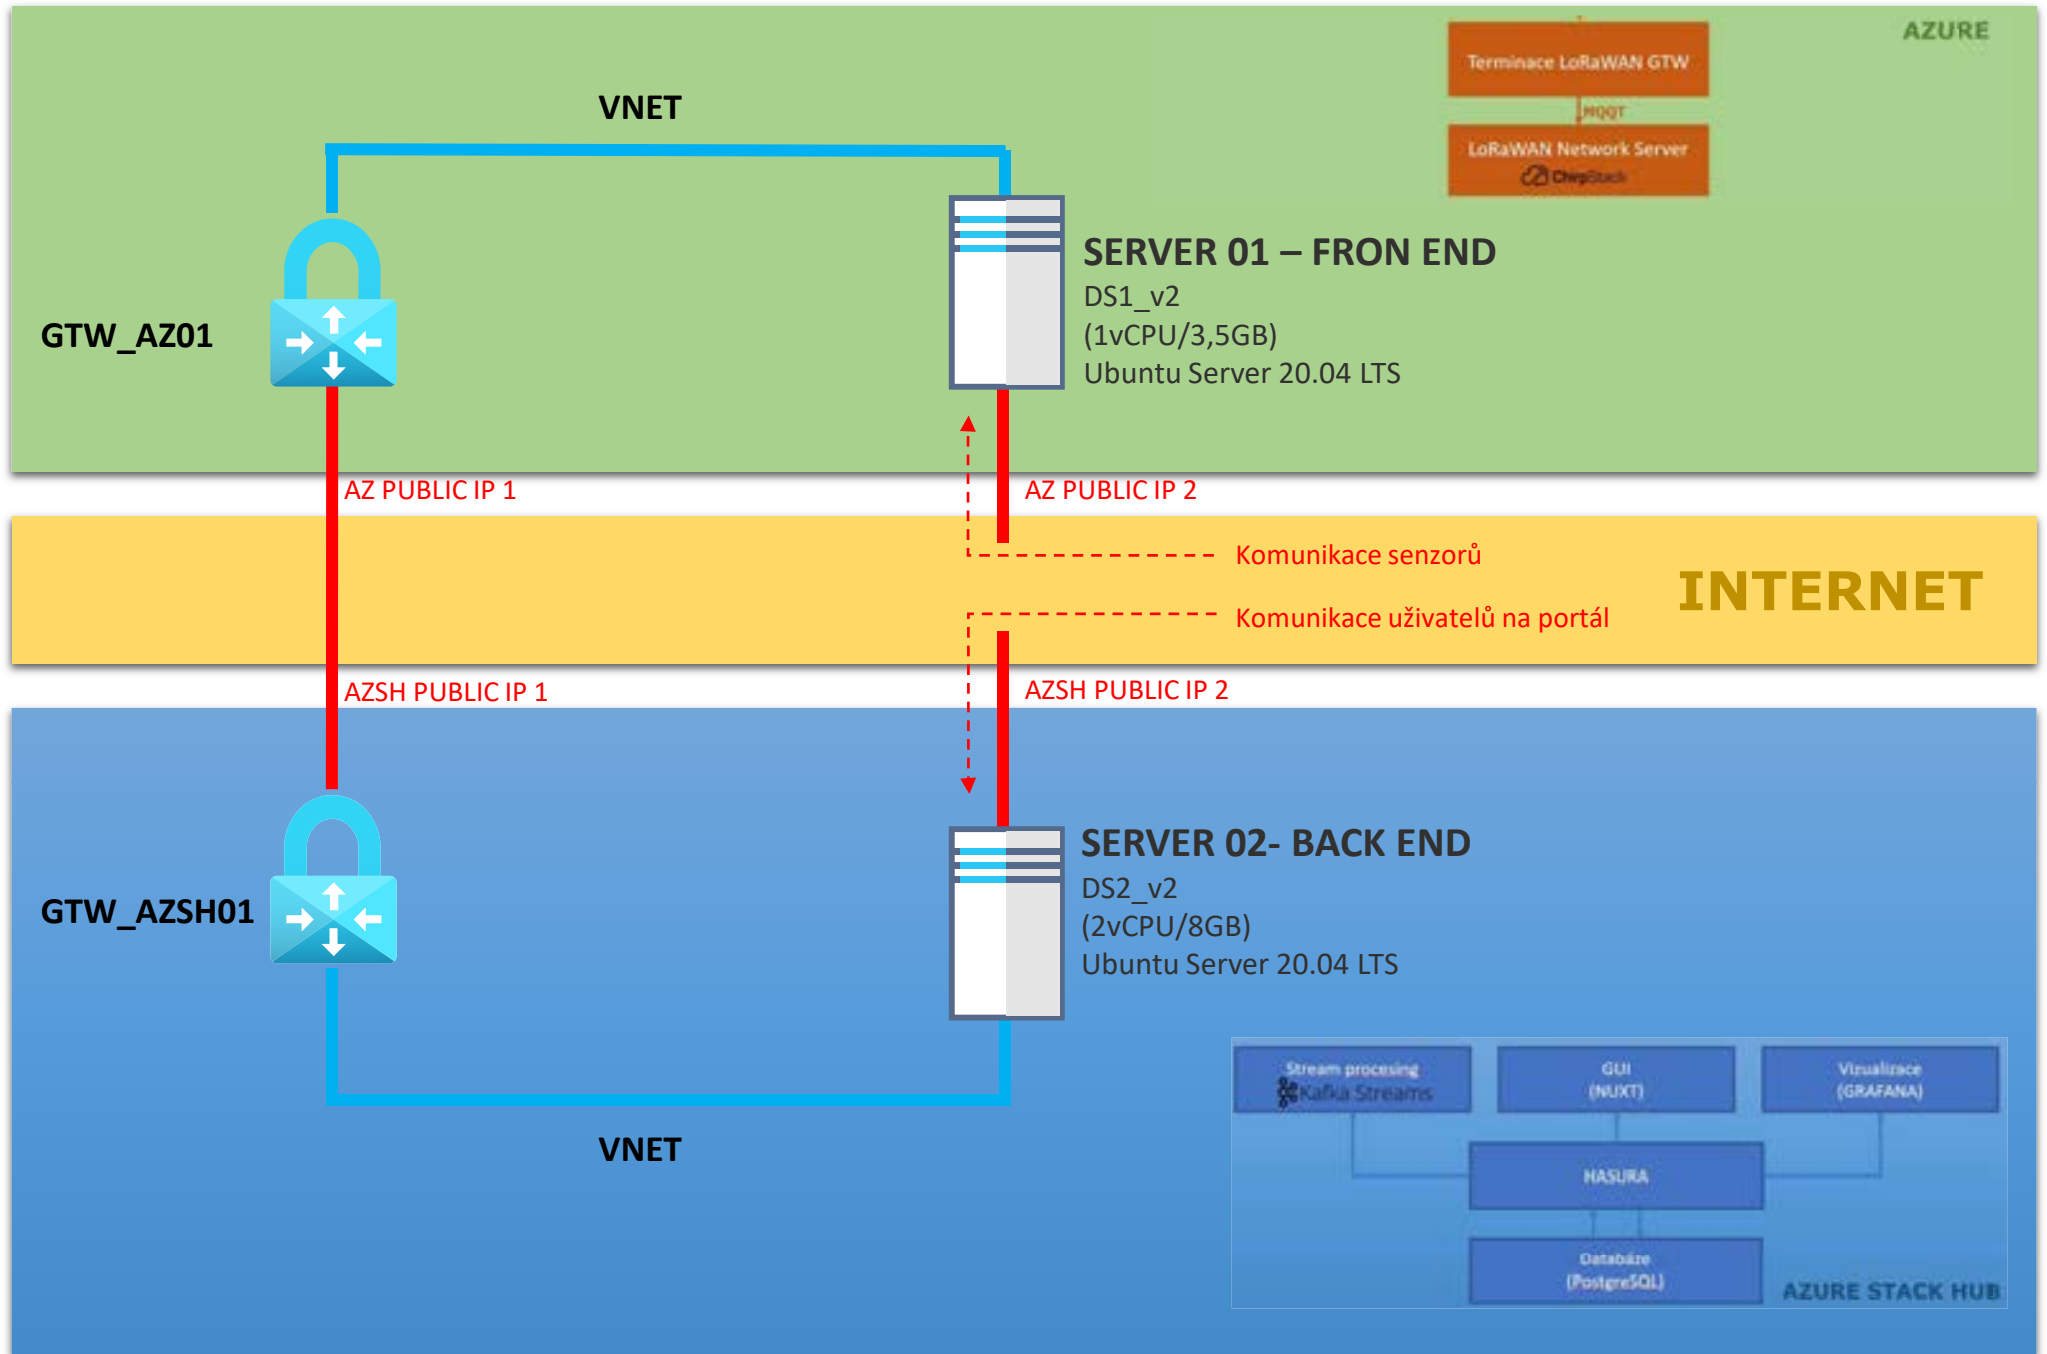 AZURE
Terminace LoRaWAN GTW
MQQT
LoRaWAN Network Server
ChirpStack
VNET
SERVER 01 – FRON END
DS1_v2
(1vCPU/3,5GB)
Ubuntu Server 20.04 LTS
GTW_AZ01
AZ PUBLIC IP 1
AZ PUBLIC IP 2
Komunikace senzorů
INTERNET
Komunikace uživatelů na portál
AZSH PUBLIC IP 1
AZSH PUBLIC IP 2
SERVER 02- BACK END
DS2_v2
(2vCPU/8GB)
Ubuntu Server 20.04 LTS
GTW_AZSH01
VNET
Stream procesing
Kafka Streams
GUI
(NUXT)
Vizualizace
(GRAFANA)
HASURA
Databáze
(PostgreSQL)
AZURE STACK HUB